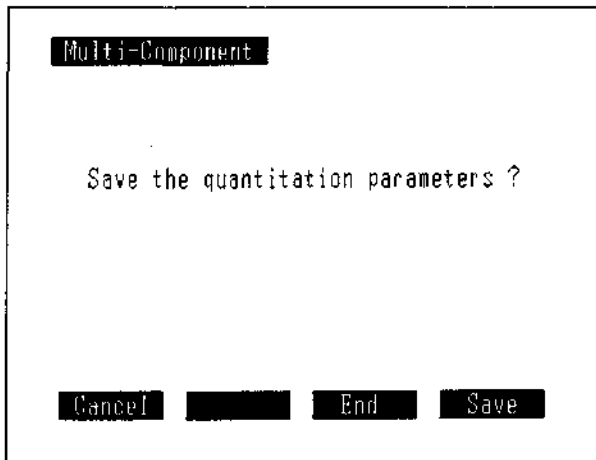 Multi-Component
Save the quantitation parameters ?
Cancel End Save